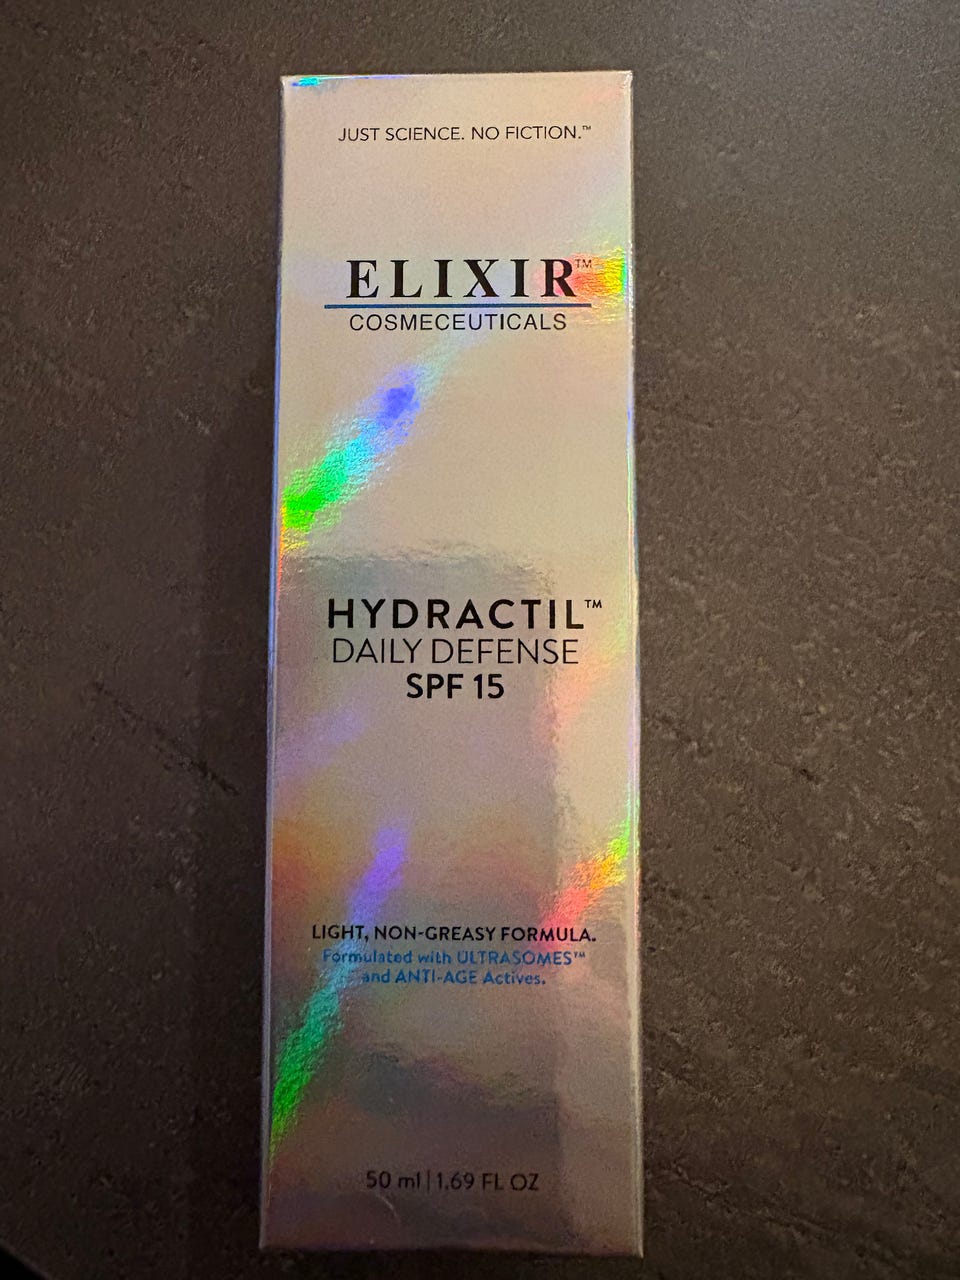 JUST SCIENCE. NO FICTION.™
ELIXIR™
COSMECEUTICALS
HYDRACTIL™
DAILY DEFENSE
SPF 15
LIGHT, NON-GREASY FORMULA.
Formulated with ULTRASOMES™
and ANTI-AGE Actives.
50 ml | 1.69 FL OZ